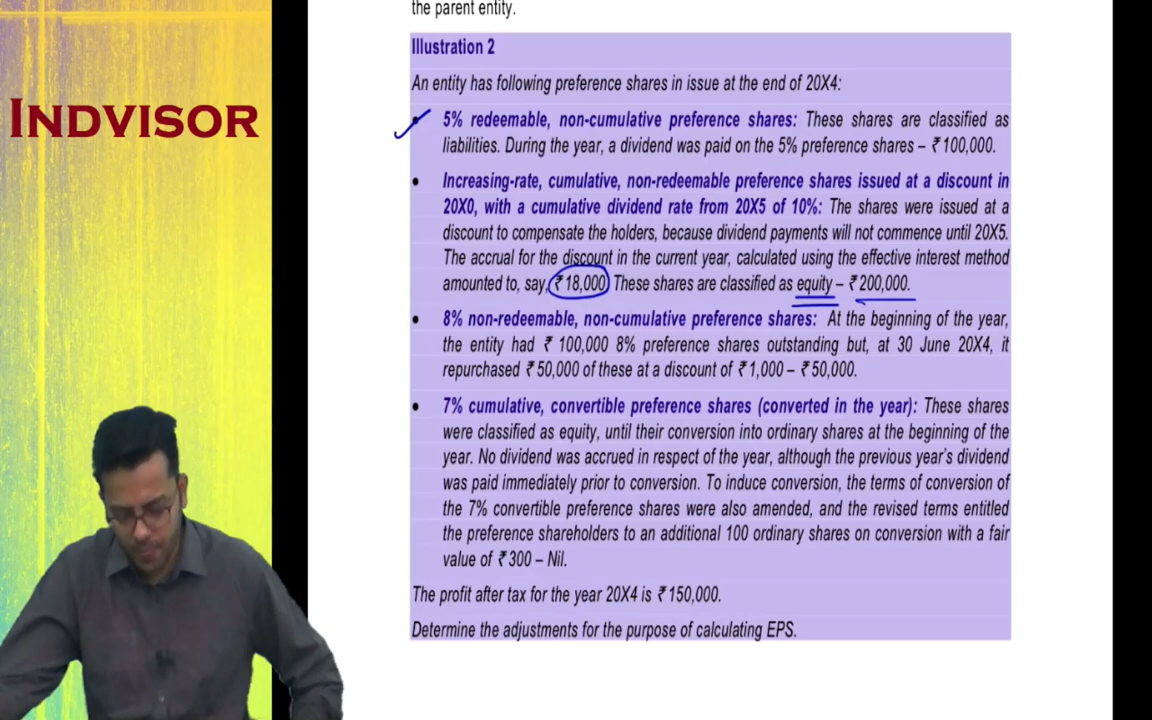 INDVISOR
the parent entity.
Illustration 2
An entity has following preference shares in issue at the end of 20X4:
• 5% redeemable, non-cumulative preference shares: These shares are classified as
liabilities. During the year, a dividend was paid on the 5% preference shares – ₹ 100,000.
• Increasing-rate, cumulative, non-redeemable preference shares issued at a discount in
20X0, with a cumulative dividend rate from 20X5 of 10%: The shares were issued at a
discount to compensate the holders, because dividend payments will not commence until 20X5.
The accrual for the discount in the current year, calculated using the effective interest method
amounted to, say, ₹ 18,000. These shares are classified as equity – ₹ 200,000.
• 8% non-redeemable, non-cumulative preference shares: At the beginning of the year,
the entity had ₹ 100,000 8% preference shares outstanding but, at 30 June 20X4, it
repurchased ₹ 50,000 of these at a discount of ₹ 1,000 – ₹ 50,000.
• 7% cumulative, convertible preference shares (converted in the year): These shares
were classified as equity, until their conversion into ordinary shares at the beginning of the
year. No dividend was accrued in respect of the year, although the previous year's dividend
was paid immediately prior to conversion. To induce conversion, the terms of conversion of
the 7% convertible preference shares were also amended, and the revised terms entitled
the preference shareholders to an additional 100 ordinary shares on conversion with a fair
value of ₹ 300 – Nil.
The profit after tax for the year 20X4 is ₹ 150,000.
Determine the adjustments for the purpose of calculating EPS.